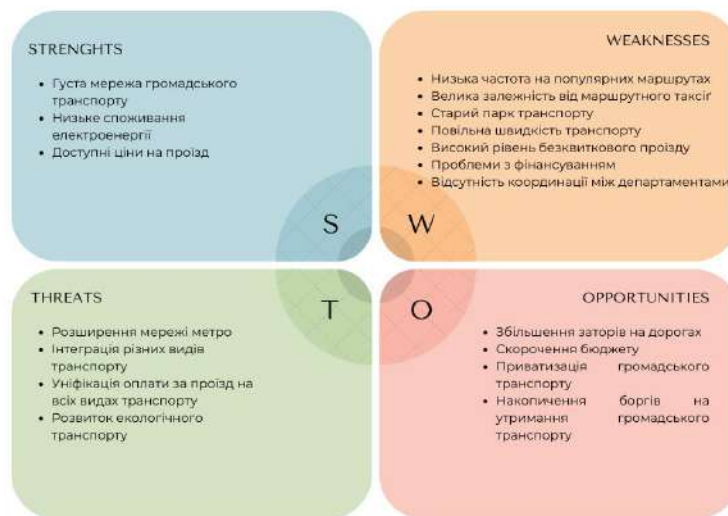 STRENGHTS
Густа мережа громадського
транспорту
Низьке споживання
електроенергії
Доступні ціни на проїзд
S
WEAKNESSES
Низька частота на популярних маршрутах
Велика залежність від маршрутного таксіґ
Старий парк транспорту
Повільна швидкість транспорту
Високий рівень безквиткового проїзду
Проблеми з фінансуванням
Відсутність координації між департаментами
W
THREATS
Розширення мережі метро
Інтеграція різних видів
транспорту
Уніфікація оплати за проїзд на
всіх видах транспорту
Розвиток екологічного
транспорту
T
OPPORTUNITIES
Збільшення заторів на дорогах
Скорочення бюджету
Приватизація громадського
транспорту
Накопичення боргів на
утримання громадського
транспорту
O